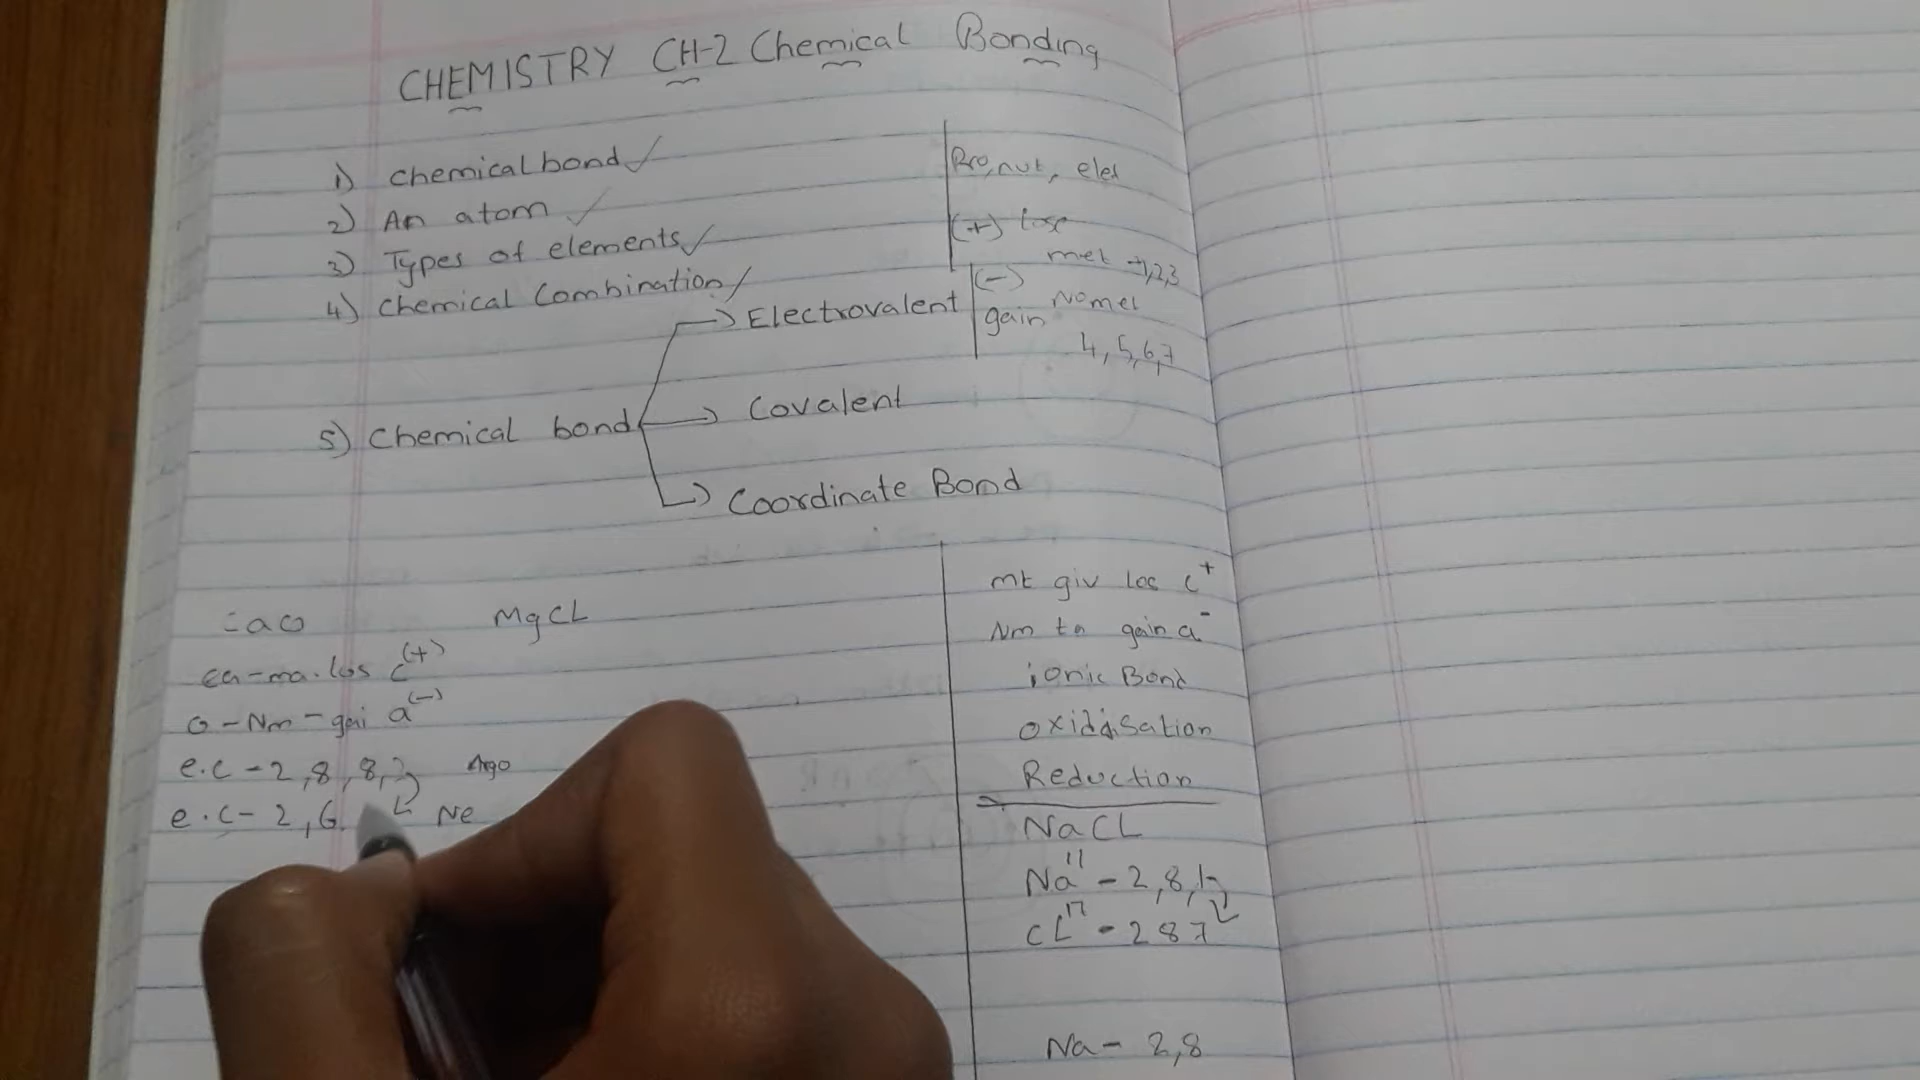 CHEMISTRY CH-2 Chemical Bonding
1) Chemical bond
2) An atom
3) Types of elements
4) Chemical Combination
Pro, nut, elet
(+) lose
met 1,2,3
(-)
gain Nomet
4, 5,6,7
5) Chemical bond
→ Electrovalent
→ Covalent
→ Coordinate Bond
cao MgCL
ca-ma. los c(+)
o-Nm-gai a(-)
e.c-2,8,8,2 Argo
e.c-2,6 Ne
mt giv los c+
Nm to gain a-
ionic Bond
oxidisation
Reduction
NaCL
Na11 - 2,8,1
CL17 - 2 8 7
Na- 2,8